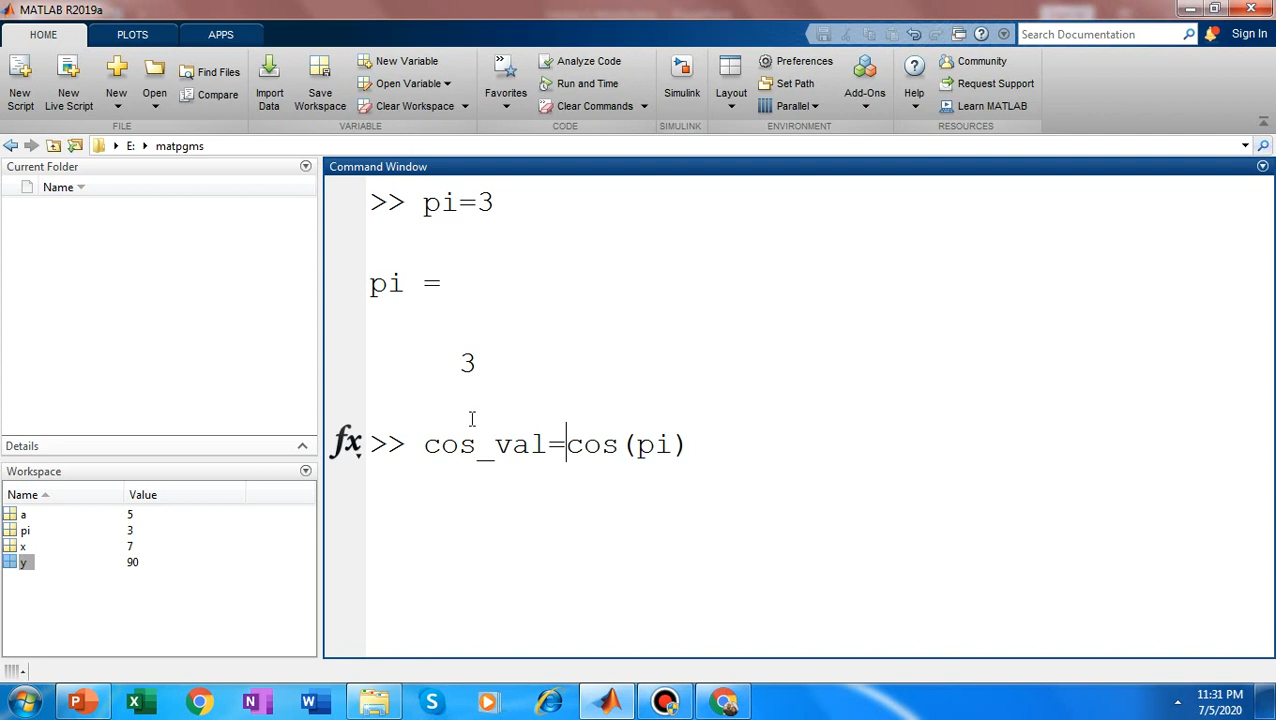 MATLAB R2019a
HOME PLOTS APPS
Search Documentation
Sign In
New Script
New Live Script
New
Open
Find Files
Compare
Import Data
Save Workspace
New Variable
Open Variable
Clear Workspace
Favorites
Analyze Code
Run and Time
Clear Commands
Simulink
Layout
Preferences
Set Path
Parallel
Add-Ons
Help
Community
Request Support
Learn MATLAB
FILE VARIABLE CODE SIMULINK ENVIRONMENT RESOURCES
E: matpgms
Current Folder
Name
Details
Workspace
Name Value
a 5
pi 3
x 7
y 90
Command Window
>> pi=3
pi =
3
fx >> cos_val=cos(pi)
11:31 PM
7/5/2020